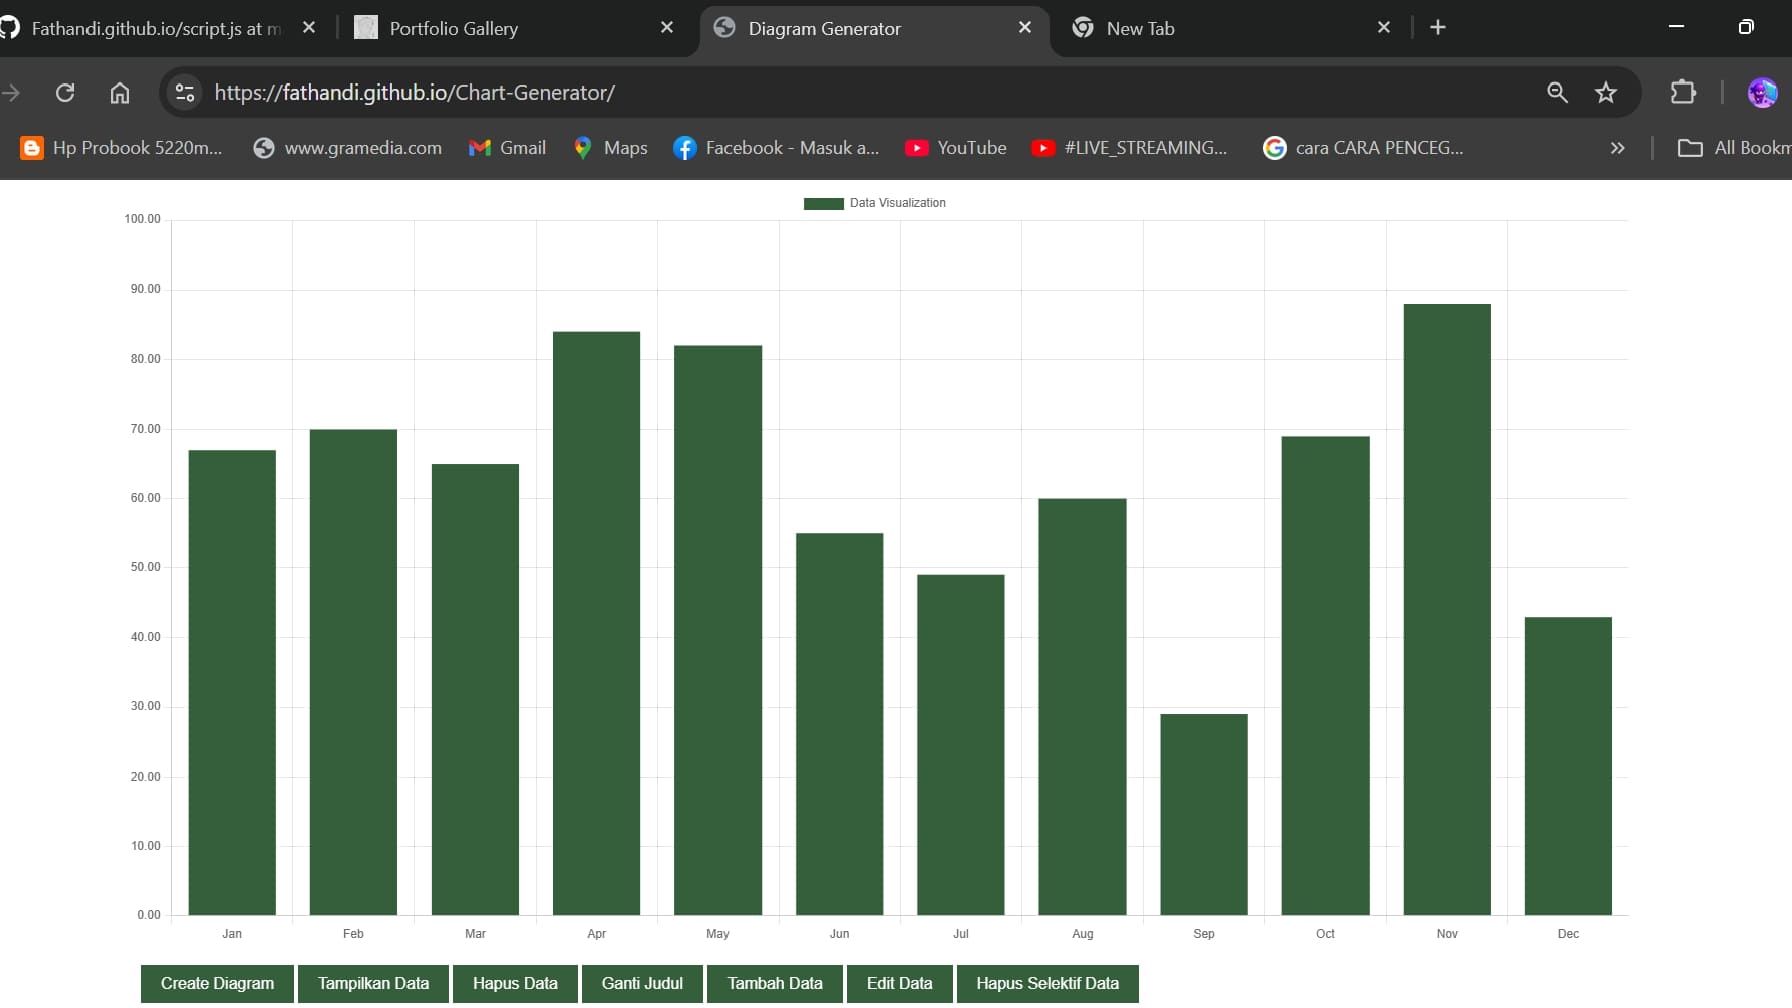 Fathandi.github.io/script.js at m
Portfolio Gallery
Diagram Generator
New Tab
https://fathandi.github.io/Chart-Generator/
Hp Probook 5220m...
www.gramedia.com
Gmail
Maps
Facebook - Masuk a...
YouTube
#LIVE_STREAMING...
cara CARA PENCEG...
All Bookm
Data Visualization
100.00
90.00
80.00
70.00
60.00
50.00
40.00
30.00
20.00
10.00
0.00
Jan Feb Mar Apr May Jun Jul Aug Sep Oct Nov Dec
Create Diagram
Tampilkan Data
Hapus Data
Ganti Judul
Tambah Data
Edit Data
Hapus Selektif Data